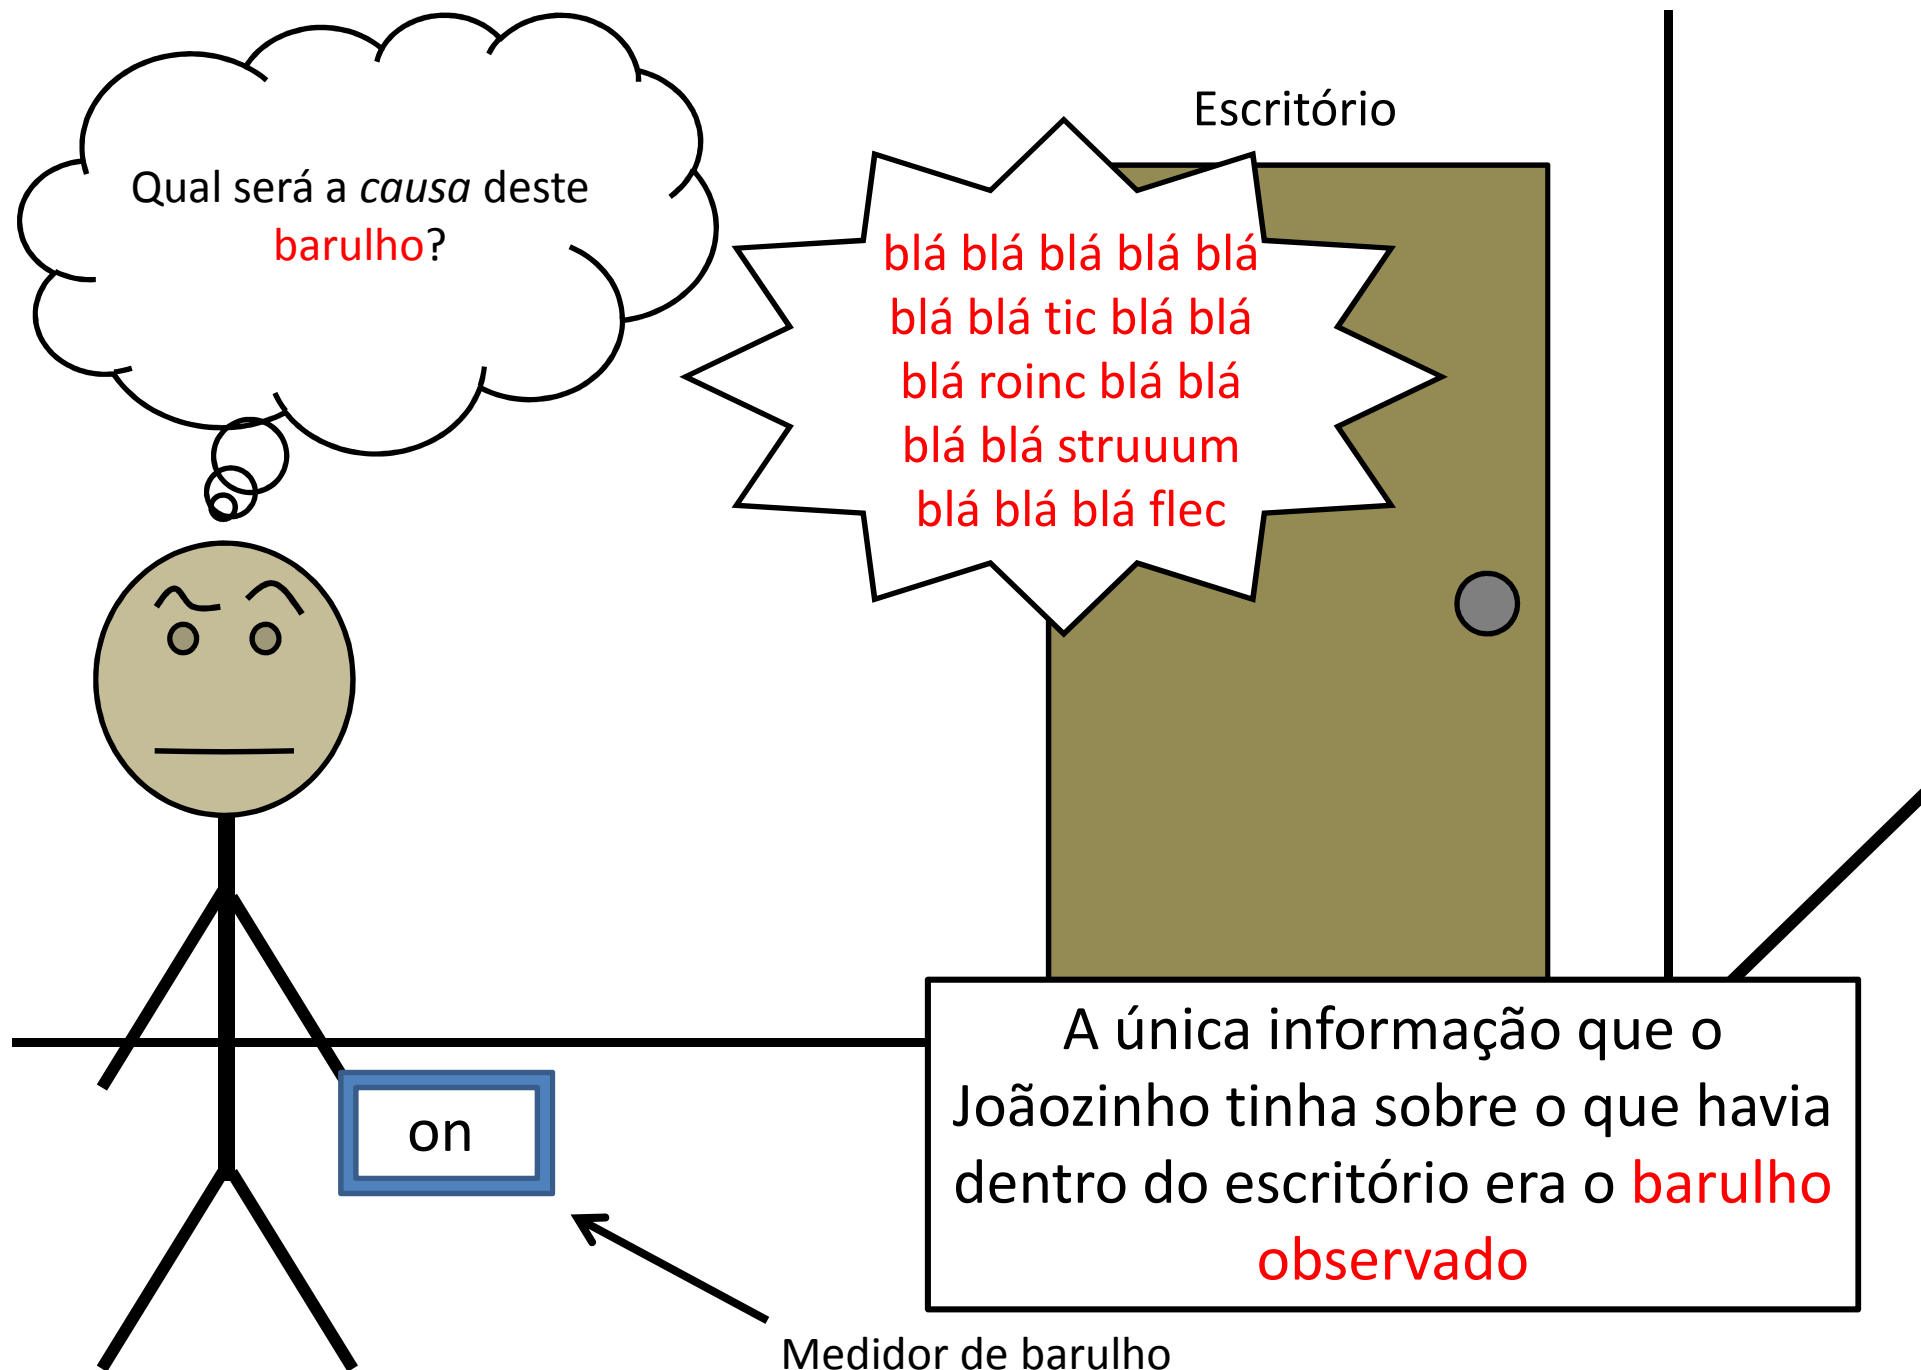 Qual será a causa deste
barulho?
Escritório
blá blá blá blá blá
blá blá tic blá blá
blá roinc blá blá
blá blá struuum
blá blá blá flec
on
A única informação que o
Joãozinho tinha sobre o que havia
dentro do escritório era o barulho
observado
Medidor de barulho